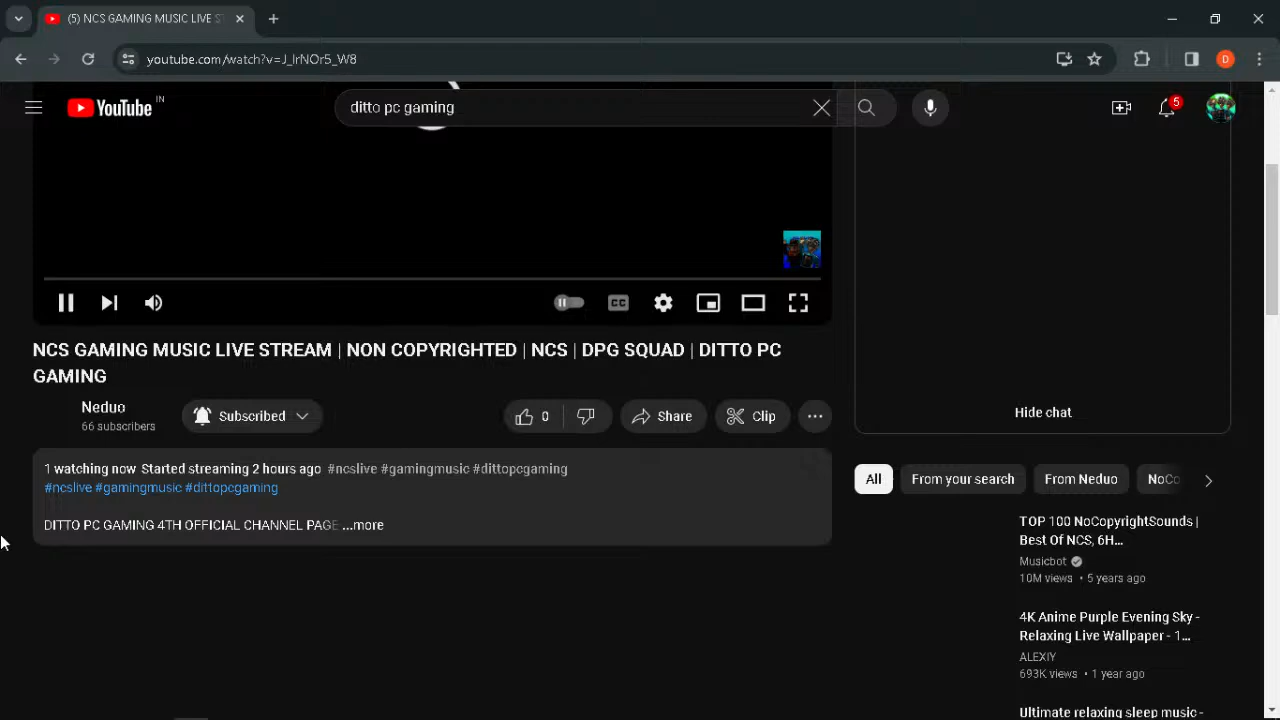 (5) NCS GAMING MUSIC LIVE ST
youtube.com/watch?v=J_IrNOr5_W8
D
YouTube IN
ditto pc gaming
5
CC
NCS GAMING MUSIC LIVE STREAM | NON COPYRIGHTED | NCS | DPG SQUAD | DITTO PC
GAMING
Neduo
66 subscribers
Subscribed
0
Share
Clip
1 watching now Started streaming 2 hours ago #ncslive #gamingmusic #dittopcgaming
#ncslive #gamingmusic #dittopcgaming
DITTO PC GAMING 4TH OFFICIAL CHANNEL PAGE ...more
Hide chat
All
From your search
From Neduo
NoCo
TOP 100 NoCopyrightSounds |
Best Of NCS, 6H...
Musicbot
10M views • 5 years ago
4K Anime Purple Evening Sky -
Relaxing Live Wallpaper - 1...
ALEXIY
693K views • 1 year ago
Ultimate relaxing sleep music -